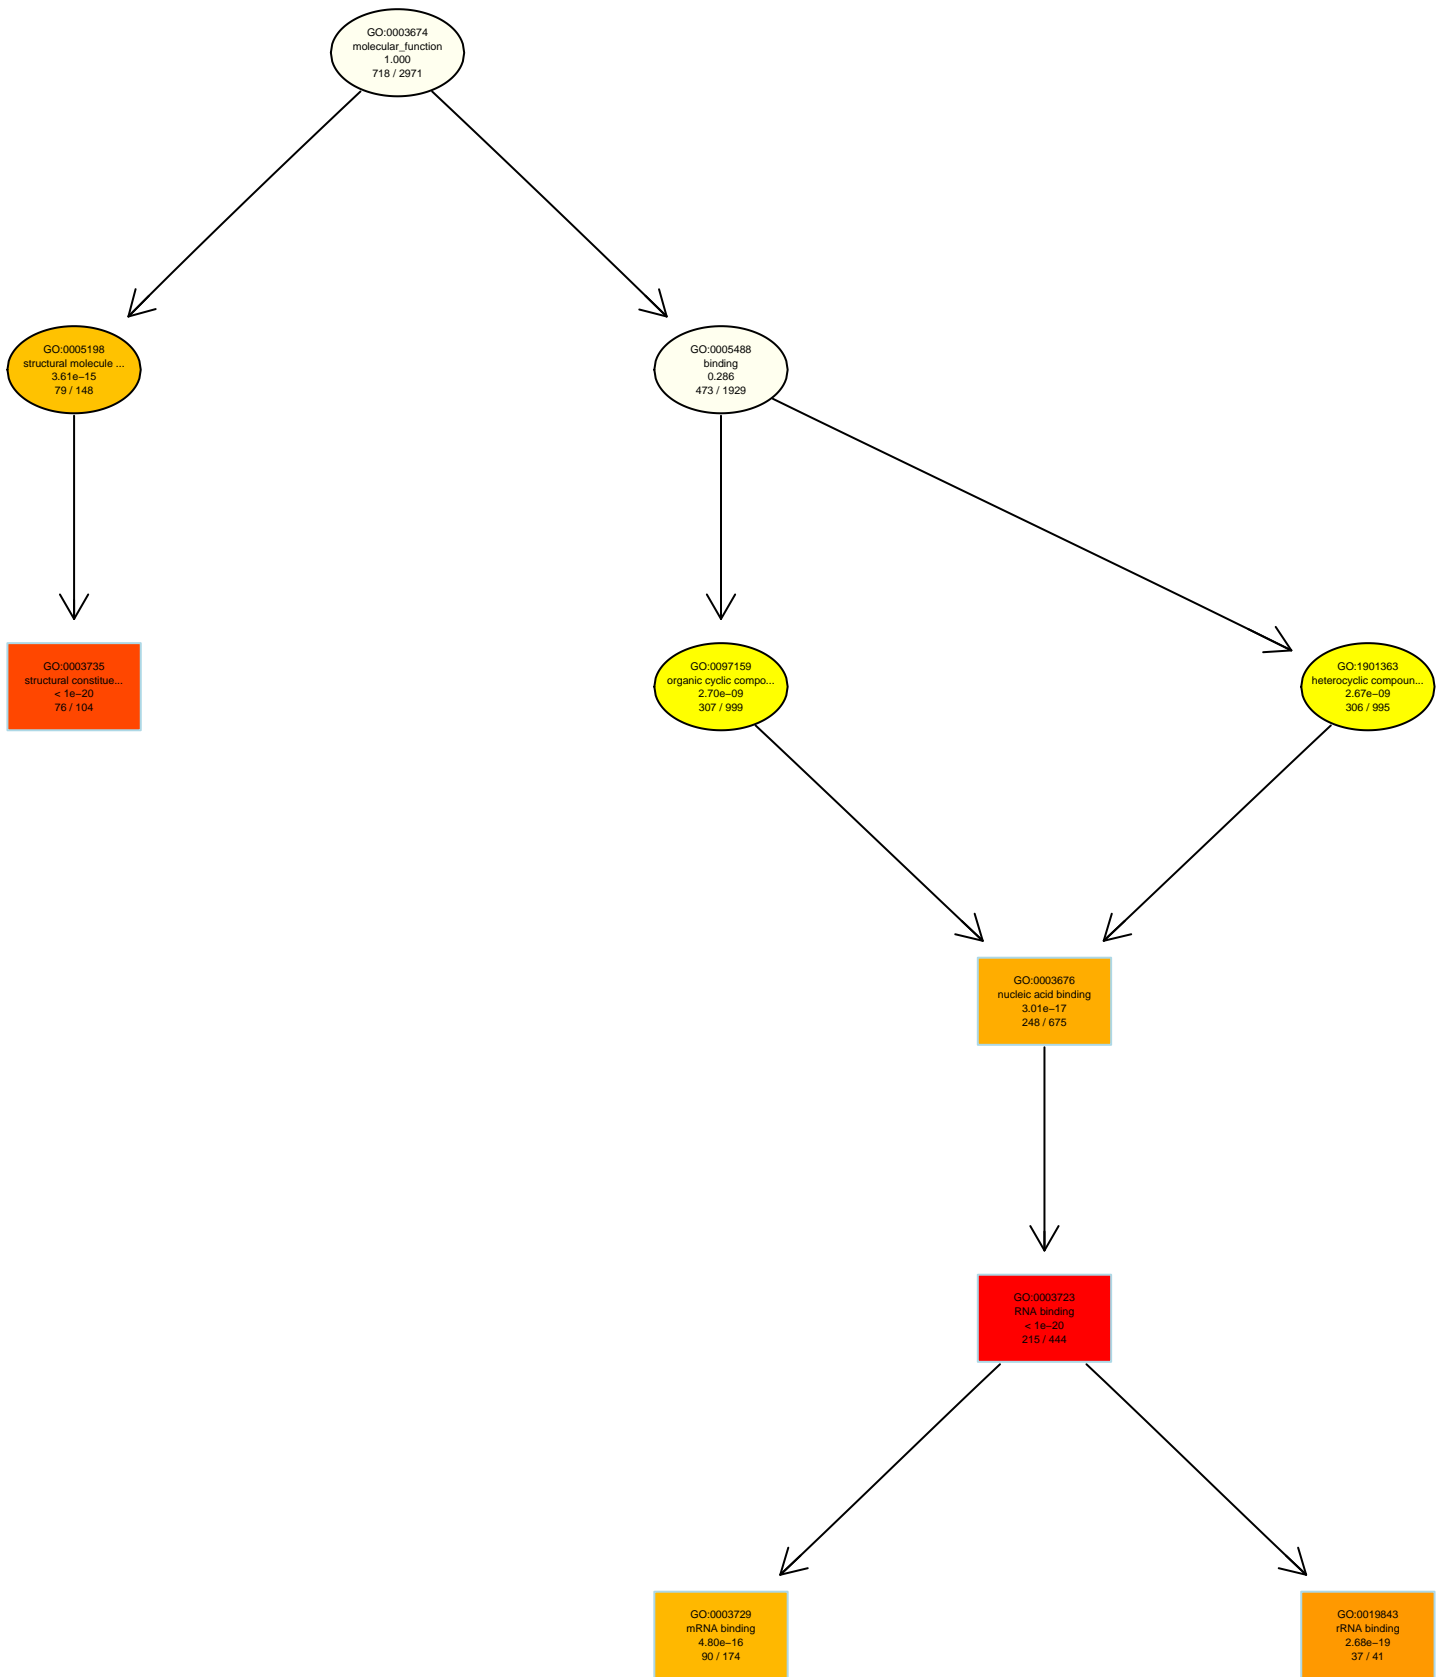 GO:0003674
molecular_function
1.000
718 / 2971
GO:0005198
structural molecule ...
3.61e−15
79 / 148
GO:0005488
binding
0.286
473 / 1929
GO:0003735
structural constitue...
< 1e−20
76 / 104
GO:0097159
organic cyclic compo...
2.70e−09
307 / 999
GO:1901363
heterocyclic compoun...
2.67e−09
306 / 995
GO:0003676
nucleic acid binding
3.01e−17
248 / 675
GO:0003723
RNA binding
< 1e−20
215 / 444
GO:0003729
mRNA binding
4.80e−16
90 / 174
GO:0019843
rRNA binding
2.68e−19
37 / 41